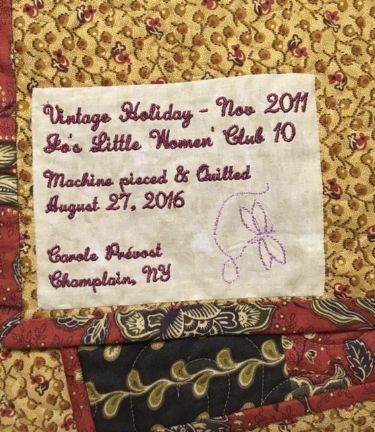 Vintage Holiday - Nov 2011
Jo's Little Women' Club 10
Machine pieced & Quilted
August 27, 2016
Carole Prévost
Champlain, NY